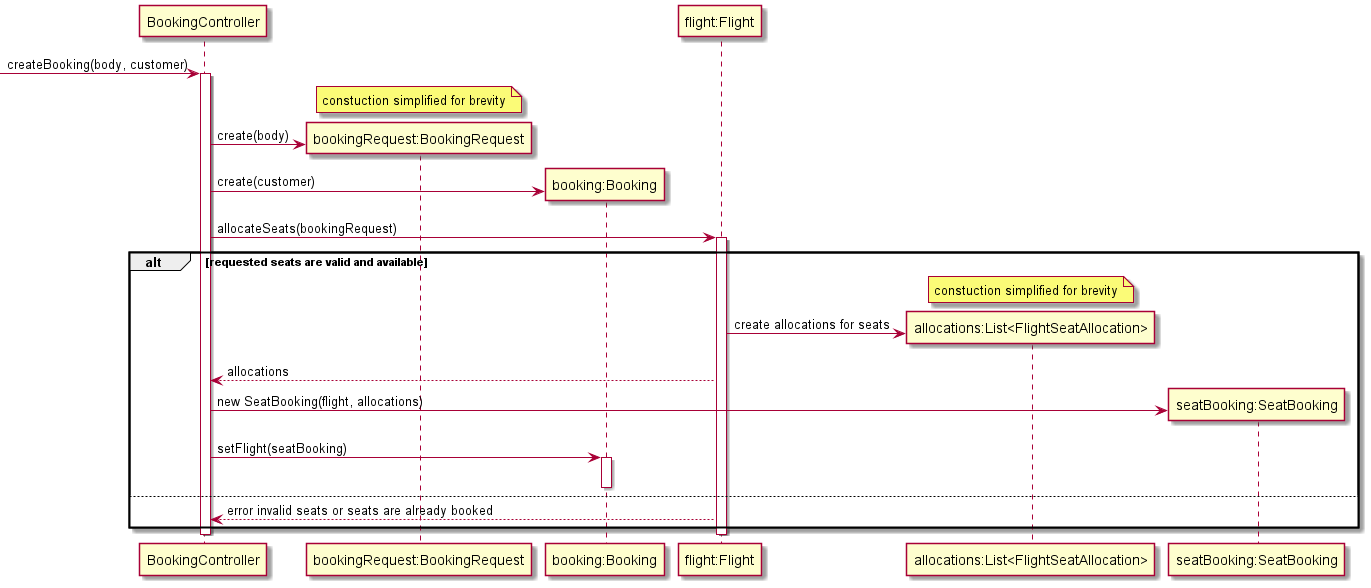 BookingController
flight:Flight
createBooking(body, customer)
constuction simplified for brevity
create(body)
bookingRequest:BookingRequest
create(customer)
booking:Booking
allocateSeats(bookingRequest)
alt
[requested seats are valid and available]
constuction simplified for brevity
create allocations for seats
allocations:List<FlightSeatAllocation>
allocations
new SeatBooking(flight, allocations)
seatBooking:SeatBooking
setFlight(seatBooking)
error invalid seats or seats are already booked
BookingController
bookingRequest:BookingRequest
booking:Booking
flight:Flight
allocations:List<FlightSeatAllocation>
seatBooking:SeatBooking